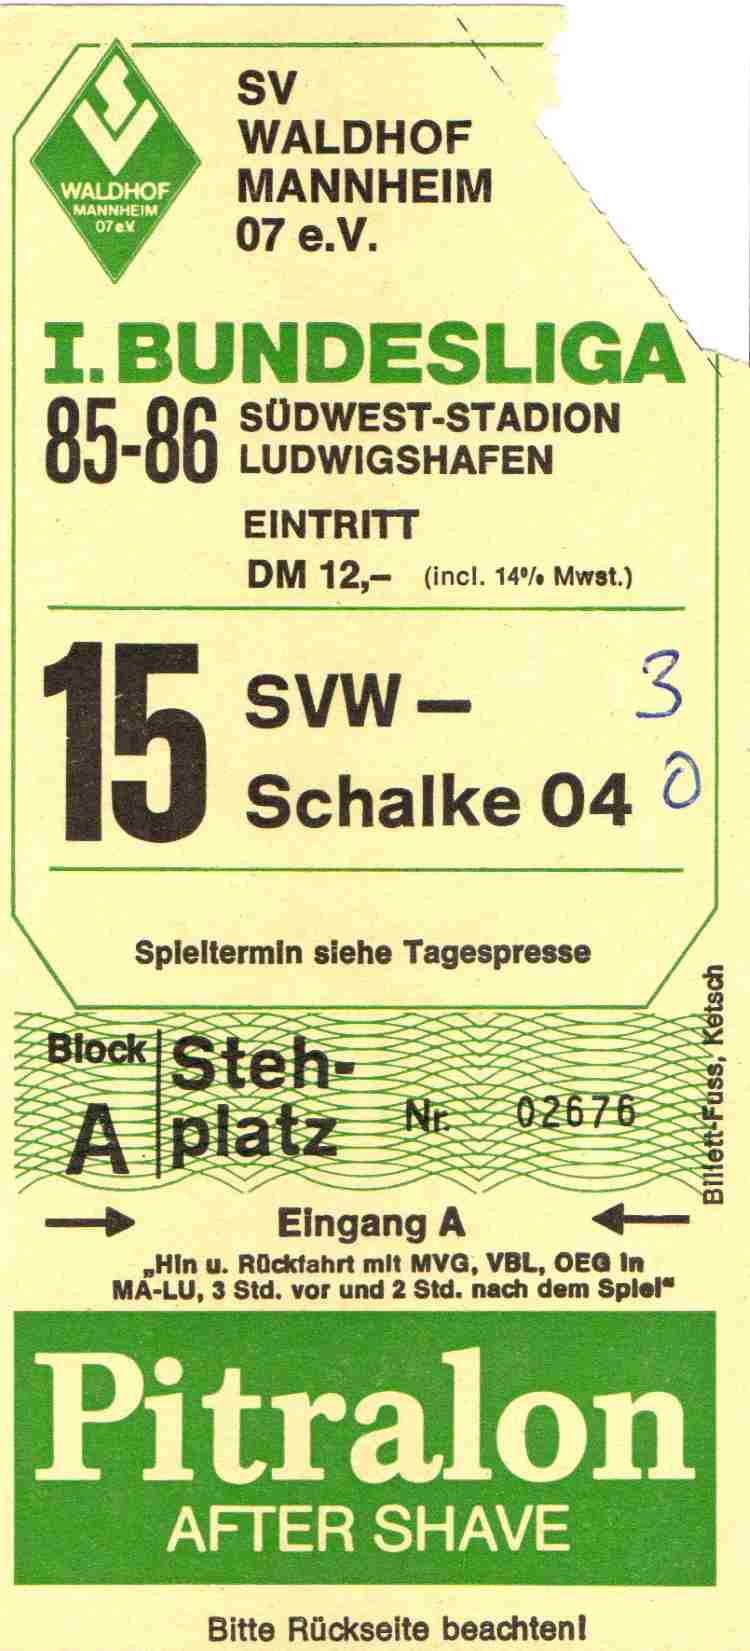 WALDHOF
MANNHEIM
07 e.V.
SV
WALDHOF
MANNHEIM
07 e.V.
I. BUNDESLIGA
85-86
SÜDWEST-STADION
LUDWIGSHAFEN
EINTRITT
DM 12,– (incl. 14% Mwst.)
15
SVW – 3
Schalke 04 0
Spieltermin siehe Tagespresse
Block
A
Steh-
platz
Nr. 02676
Billett-Fuss, Ketsch
Eingang A
„Hin u. Rückfahrt mit MVG, VBL, OEG in
MA-LU, 3 Std. vor und 2 Std. nach dem Spiel“
Pitralon
AFTER SHAVE
Bitte Rückseite beachten!